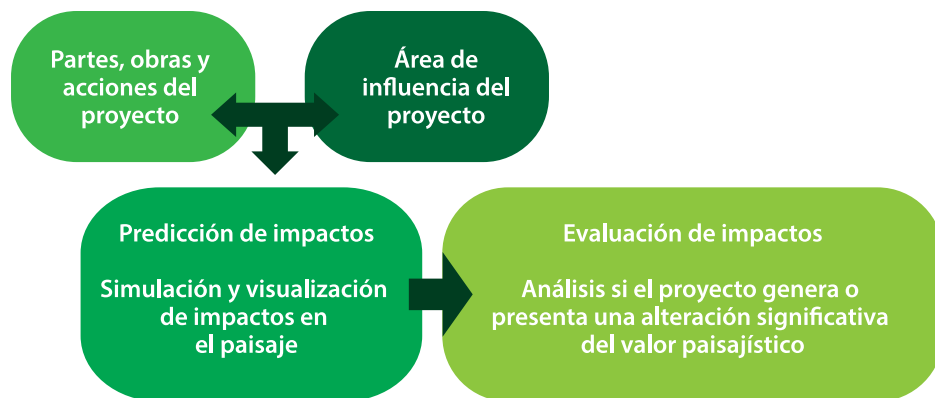 Partes, obras y
acciones del
proyecto
Área de
influencia del
proyecto
Predicción de impactos
Simulación y visualización
de impactos en
el paisaje
Evaluación de impactos
Análisis si el proyecto genera o
presenta una alteración significativa
del valor paisajístico